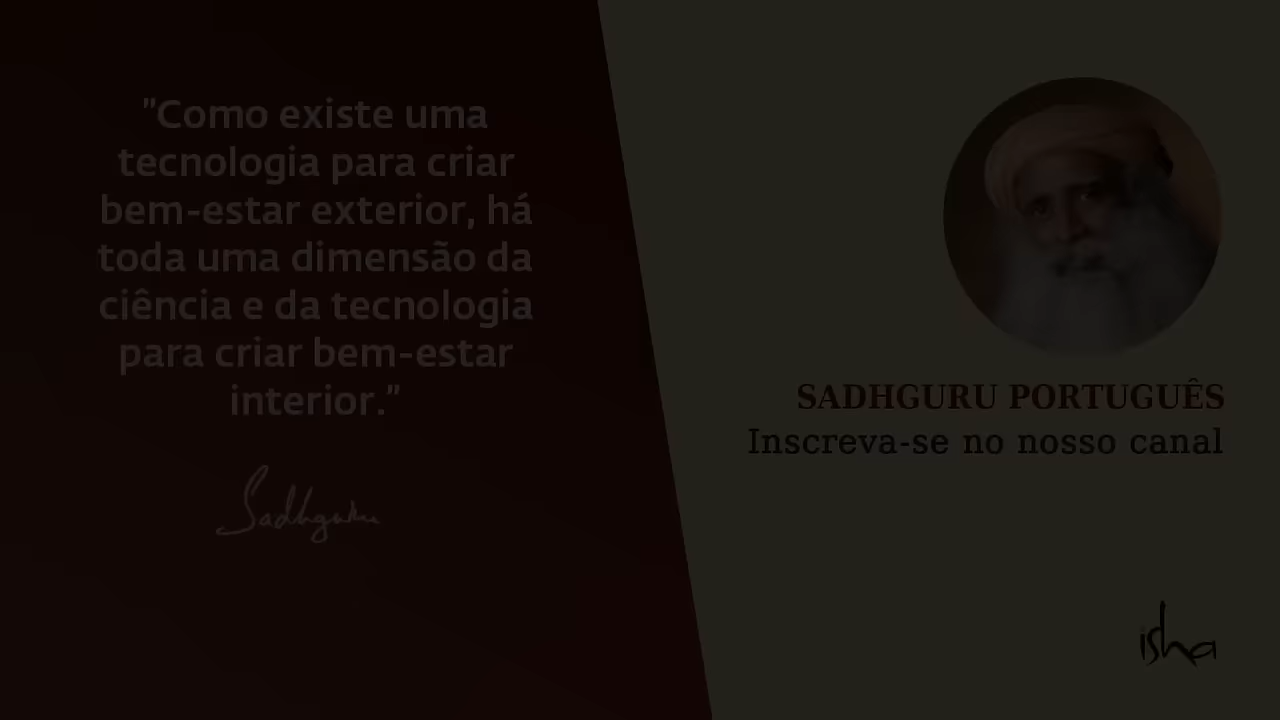 "Como existe uma
tecnologia para criar
bem-estar exterior, há
toda uma dimensão da
ciência e da tecnologia
para criar bem-estar
interior.”
Sadhguru
SADHGURU PORTUGUÊS
Inscreva-se no nosso canal
isha